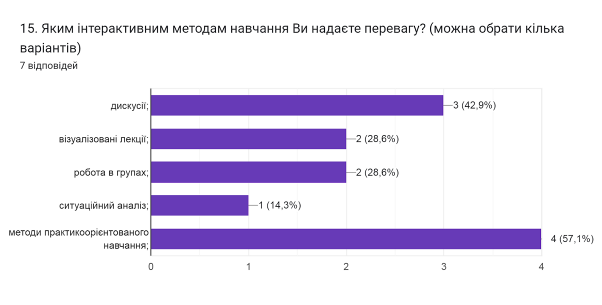 15. Яким інтерактивним методам навчання Ви надаєте перевагу? (можна обрати кілька
варіантів)
7 відповідей
дискусії;
3 (42,9%)
візуалізовані лекції;
2 (28,6%)
робота в групах;
2 (28,6%)
ситуаційний аналіз;
1 (14,3%)
методи практикоорієнтованого
навчання;
4 (57,1%)
0 1 2 3 4